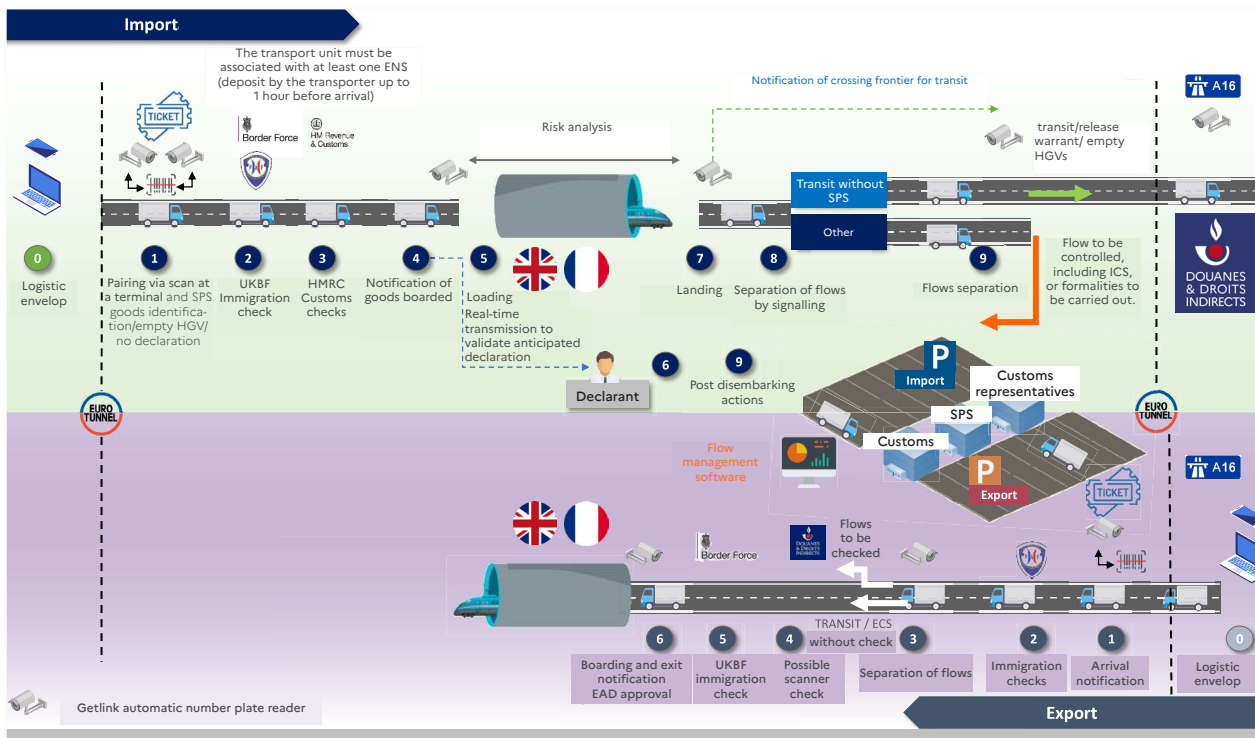 Import
The transport unit must be
associated with at least one ENS
(deposit by the transporter up to
1 hour before arrival)
TICKET
Border Force
HM Revenue
& Customs
Risk analysis
Notification of crossing frontier for transit
transit/release
warrant/ empty
HGVs
A16
Transit without
SPS
Other
0
Logistic
envelop
1
Pairing via scan at
a terminal and SPS
goods identifica-
tion/empty HGV/
no declaration
2
UKBF
Immigration
check
3
HMRC
Customs
checks
4
Notification of
goods boarded
5
Loading
Real-time
transmission to
validate anticipated
declaration
7
Landing
8
Separation of flows
by signalling
9
Flows separation
Flow to be
controlled,
including ICS,
or formalities to
be carried out.
DOUANES
& DROITS
INDIRECTS
Declarant
6
9
Post disembarking
actions
P
Import
Customs
representatives
SPS
Customs
P
Export
EURO
TUNNEL
EURO
TUNNEL
Flow
management
software
TICKET
A16
Border Force
DOUANES
& DROITS
INDIRECTS
Flows
to be
checked
TRANSIT / ECS
without check
6
Boarding and exit
notification
EAD approval
5
UKBF
immigration
check
4
Possible
scanner
check
3
Separation of flows
2
Immigration
checks
1
Arrival
notification
0
Logistic
envelop
Getlink automatic number plate reader
Export